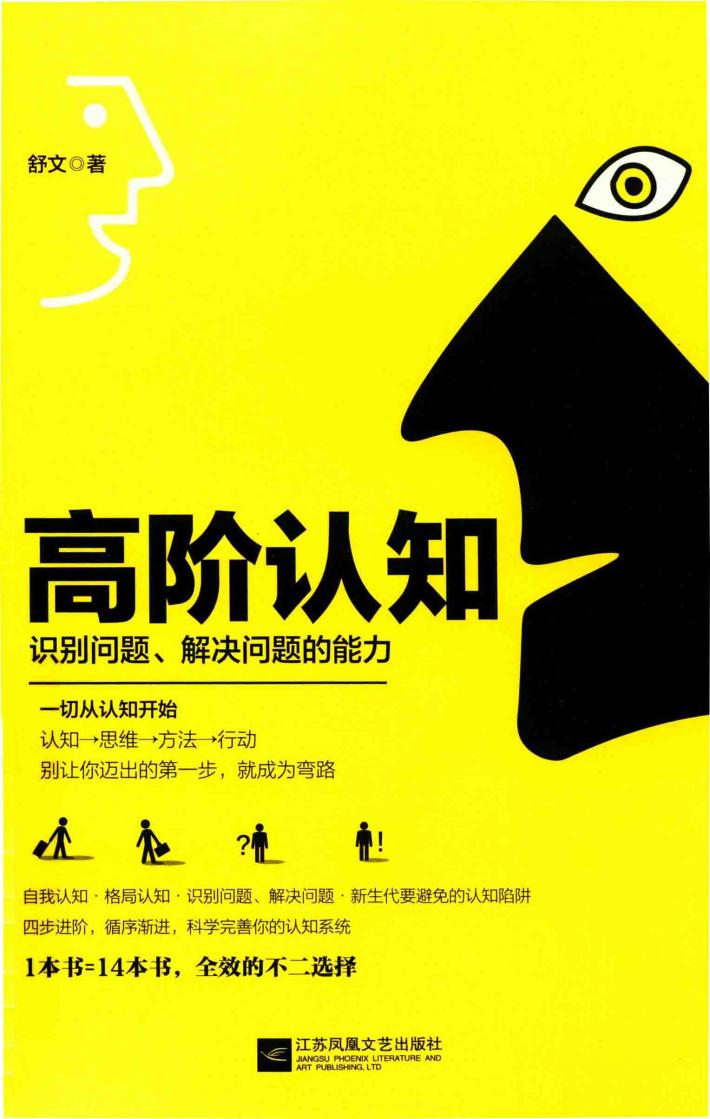 舒文◎著
高阶认知
识别问题、解决问题的能力
一切从认知开始
认知→思维→方法→行动
别让你迈出的第一步，就成为弯路
? !
自我认知·格局认知·识别问题、解决问题·新生代要避免的认知陷阱
四步进阶，循序渐进，科学完善你的认知系统
1本书=14本书，全效的不二选择
江苏凤凰文艺出版社
JIANGSU PHOENIX LITERATURE AND
ART PUBLISHING, LTD